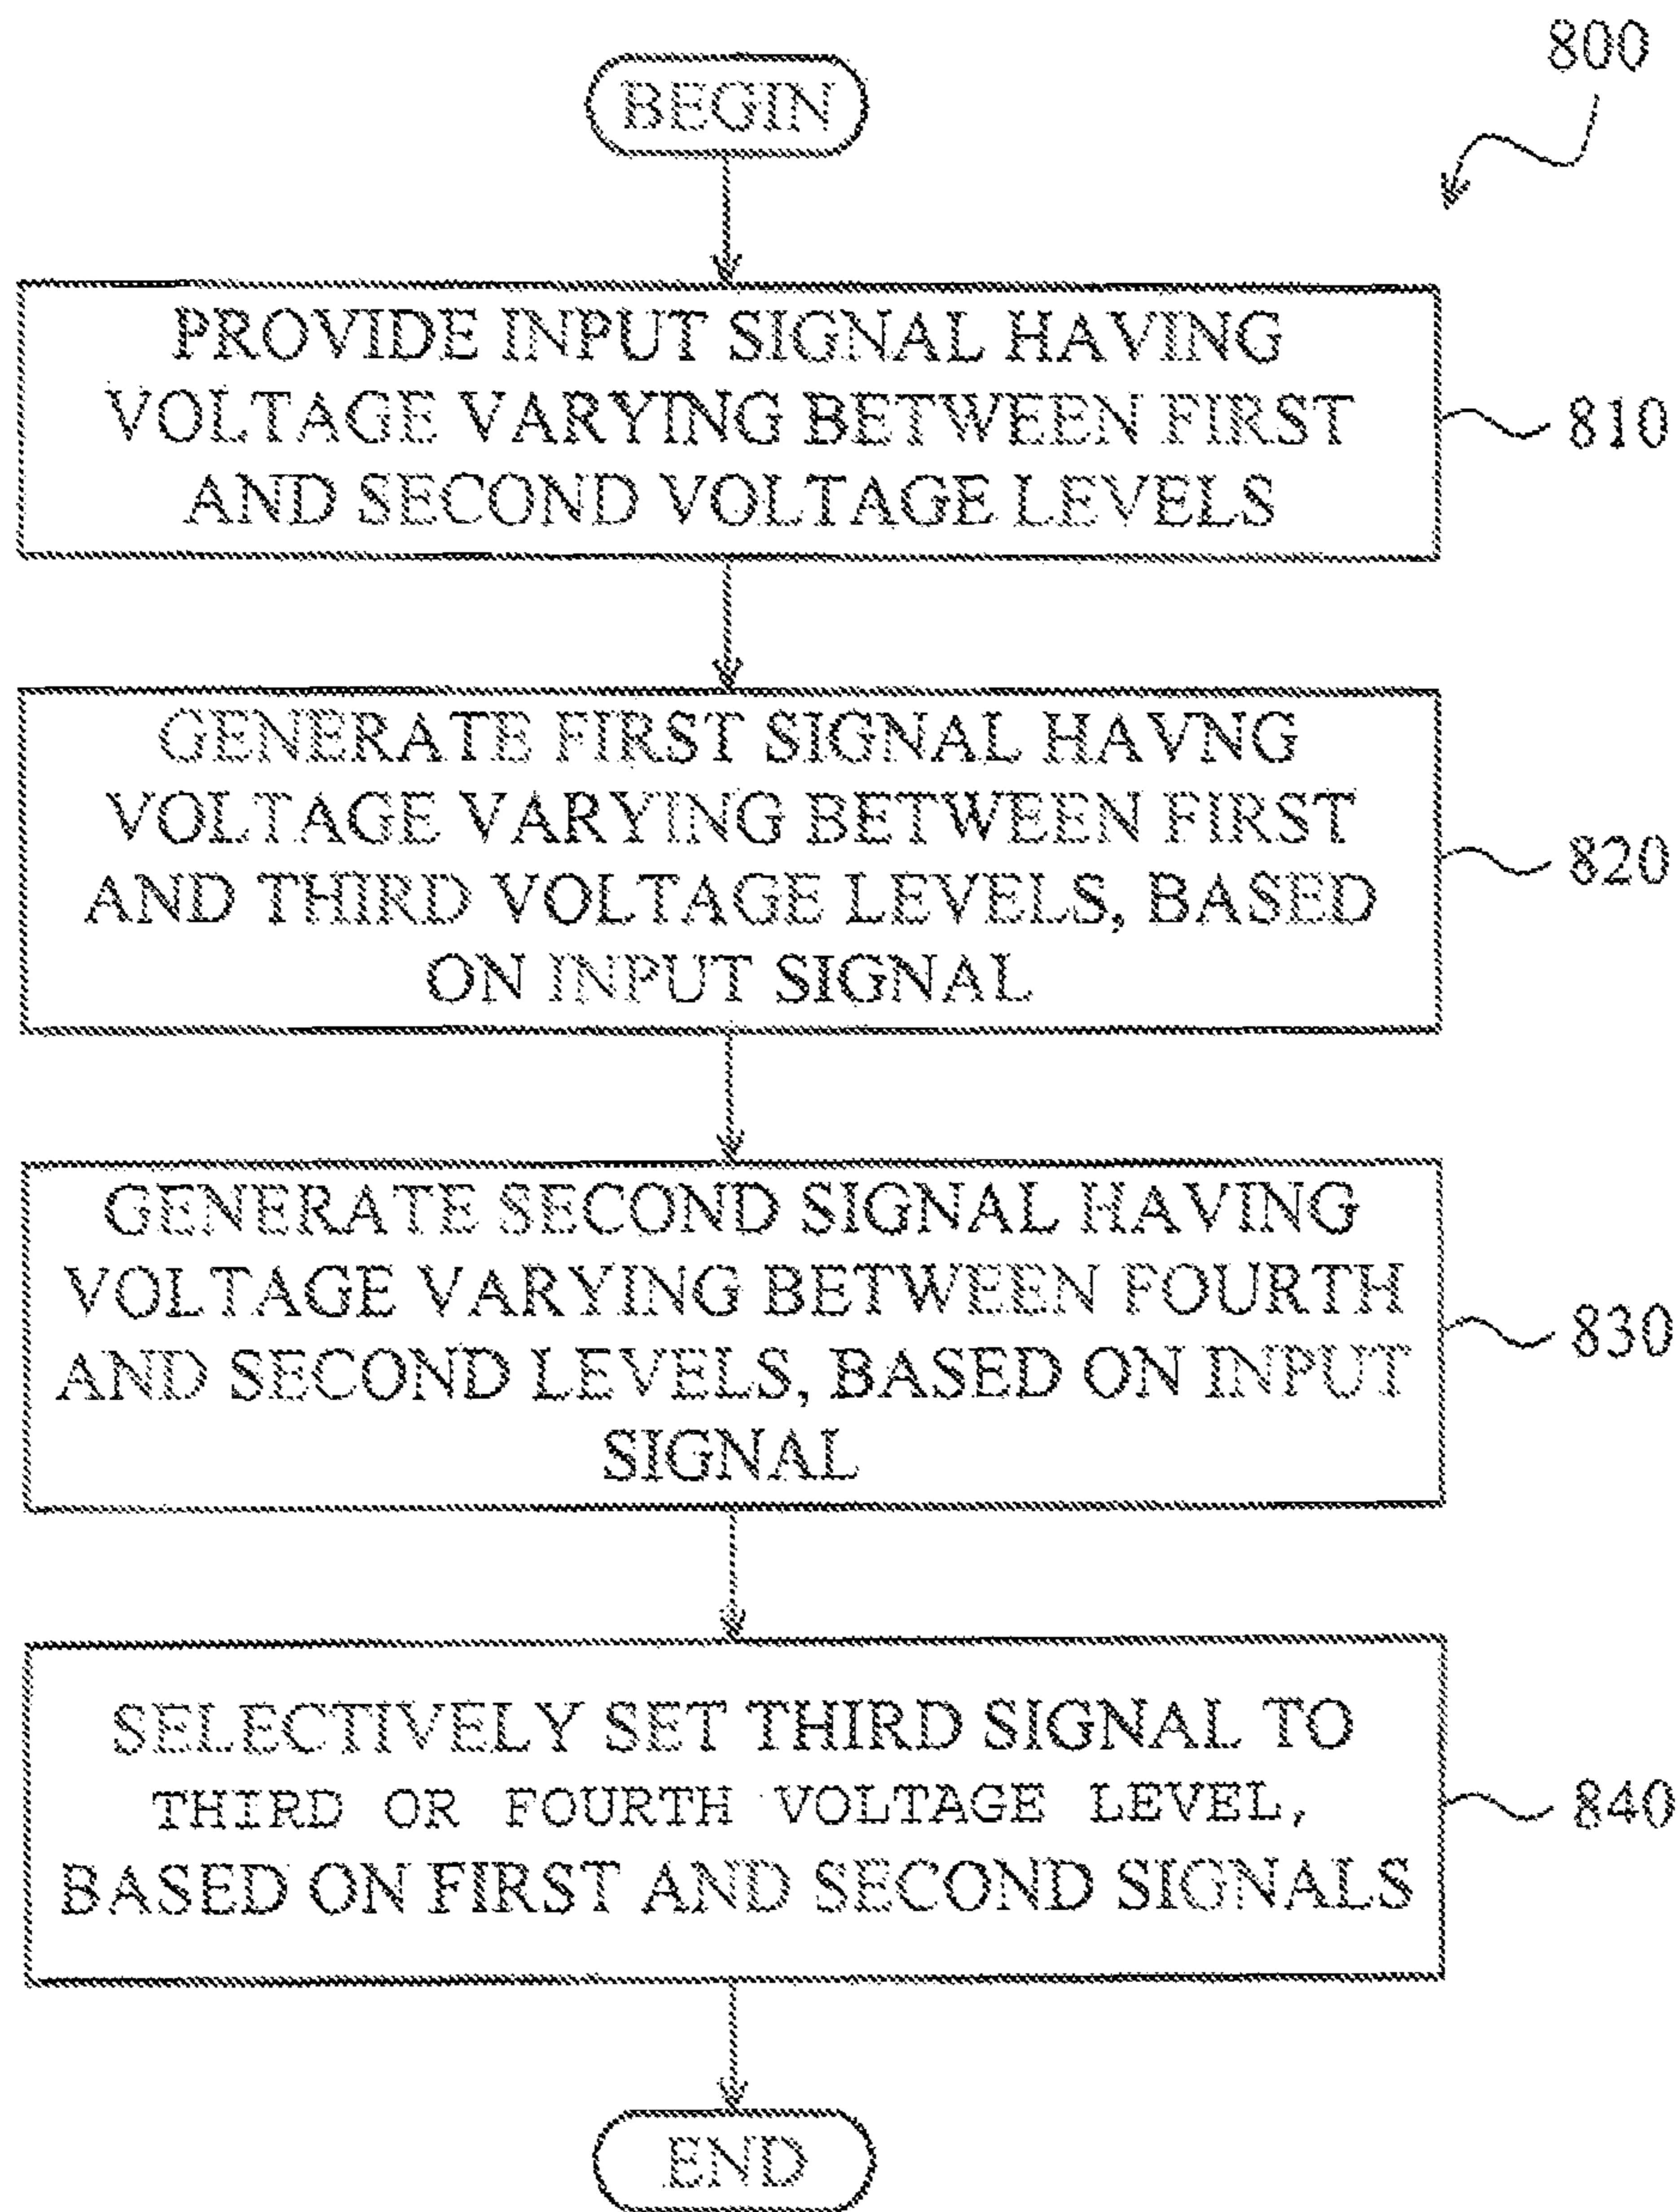 800
BEGIN
PROVIDE INPUT SIGNAL HAVING
VOLTAGE VARYING BETWEEN FIRST
AND SECOND VOLTAGE LEVELS
810
GENERATE FIRST SIGNAL HAVNG
VOLTAGE VARYING BETWEEN FIRST
AND THIRD VOLTAGE LEVELS, BASED
ON INPUT SIGNAL
820
GENERATE SECOND SIGNAL HAVING
VOLTAGE VARYING BETWEEN FOURTH
AND SECOND LEVELS, BASED ON INPUT
SIGNAL
830
SELECTIVELY SET THIRD SIGNAL TO
THIRD OR FOURTH VOLTAGE LEVEL,
BASED ON FIRST AND SECOND SIGNALS
840
END